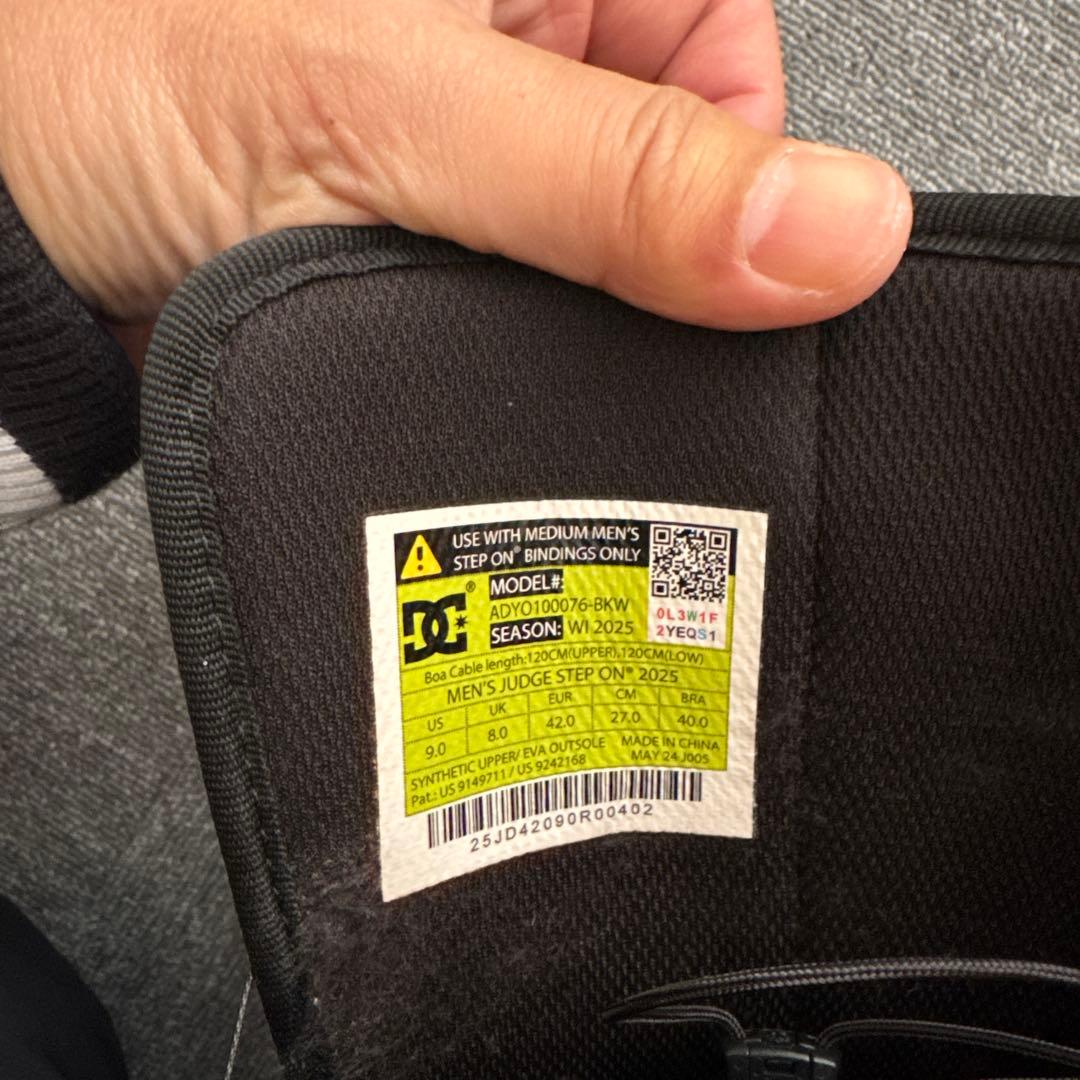 USE WITH MEDIUM MEN'S
STEP ON® BINDINGS ONLY
DC®
MODEL#:
ADYO100076-BKW
SEASON: WI 2025
0L3W1F
2YEQS1
Boa Cable length:120CM(UPPER),120CM(LOW)
MEN'S JUDGE STEP ON® 2025
US UK EUR CM BRA
9.0 8.0 42.0 27.0 40.0
SYNTHETIC UPPER/ EVA OUTSOLE MADE IN CHINA
Pat.: US 9149711 / US 9242168 MAY 24 J005
25JD42090R00402